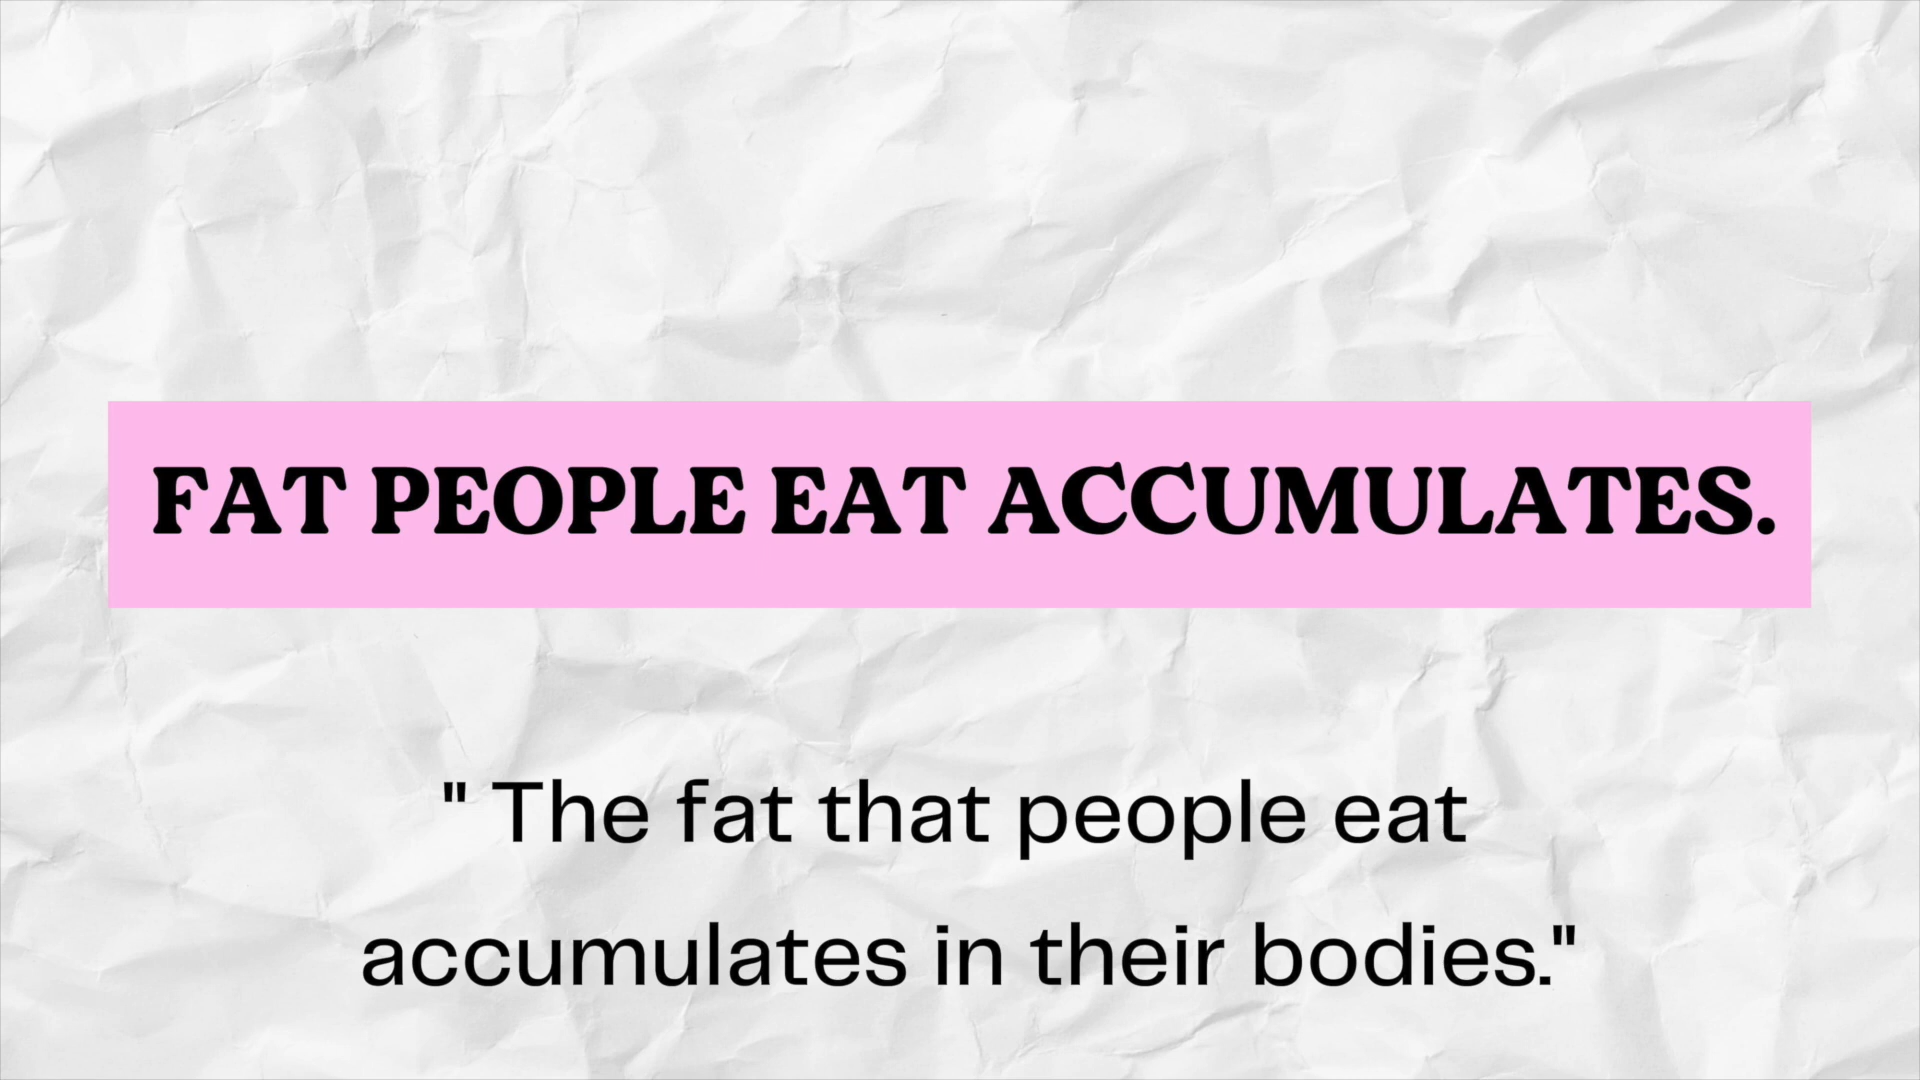 FAT PEOPLE EAT ACCUMULATES.
" The fat that people eat
accumulates in their bodies."